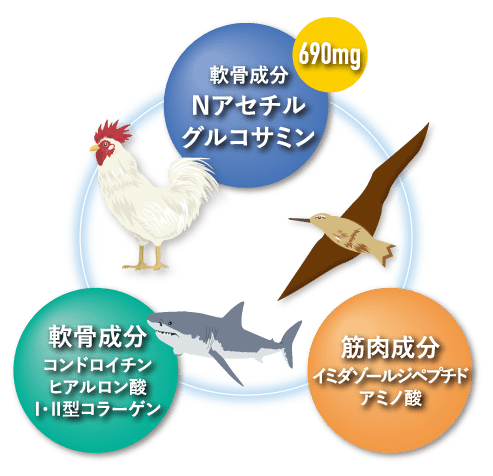 690mg
軟骨成分
Nアセチル
グルコサミン
軟骨成分
コンドロイチン
ヒアルロン酸
I・II型コラーゲン
筋肉成分
イミダゾールジペプチド
アミノ酸